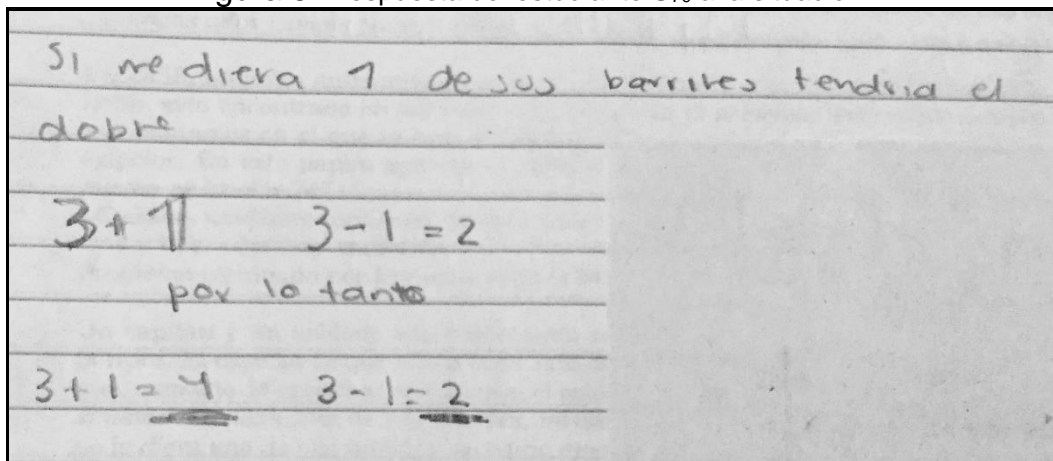 Si me diera 1 de sus barriles tendria el
doble
3+1 3-1=2
por lo tanto
3+1=4 3-1=2